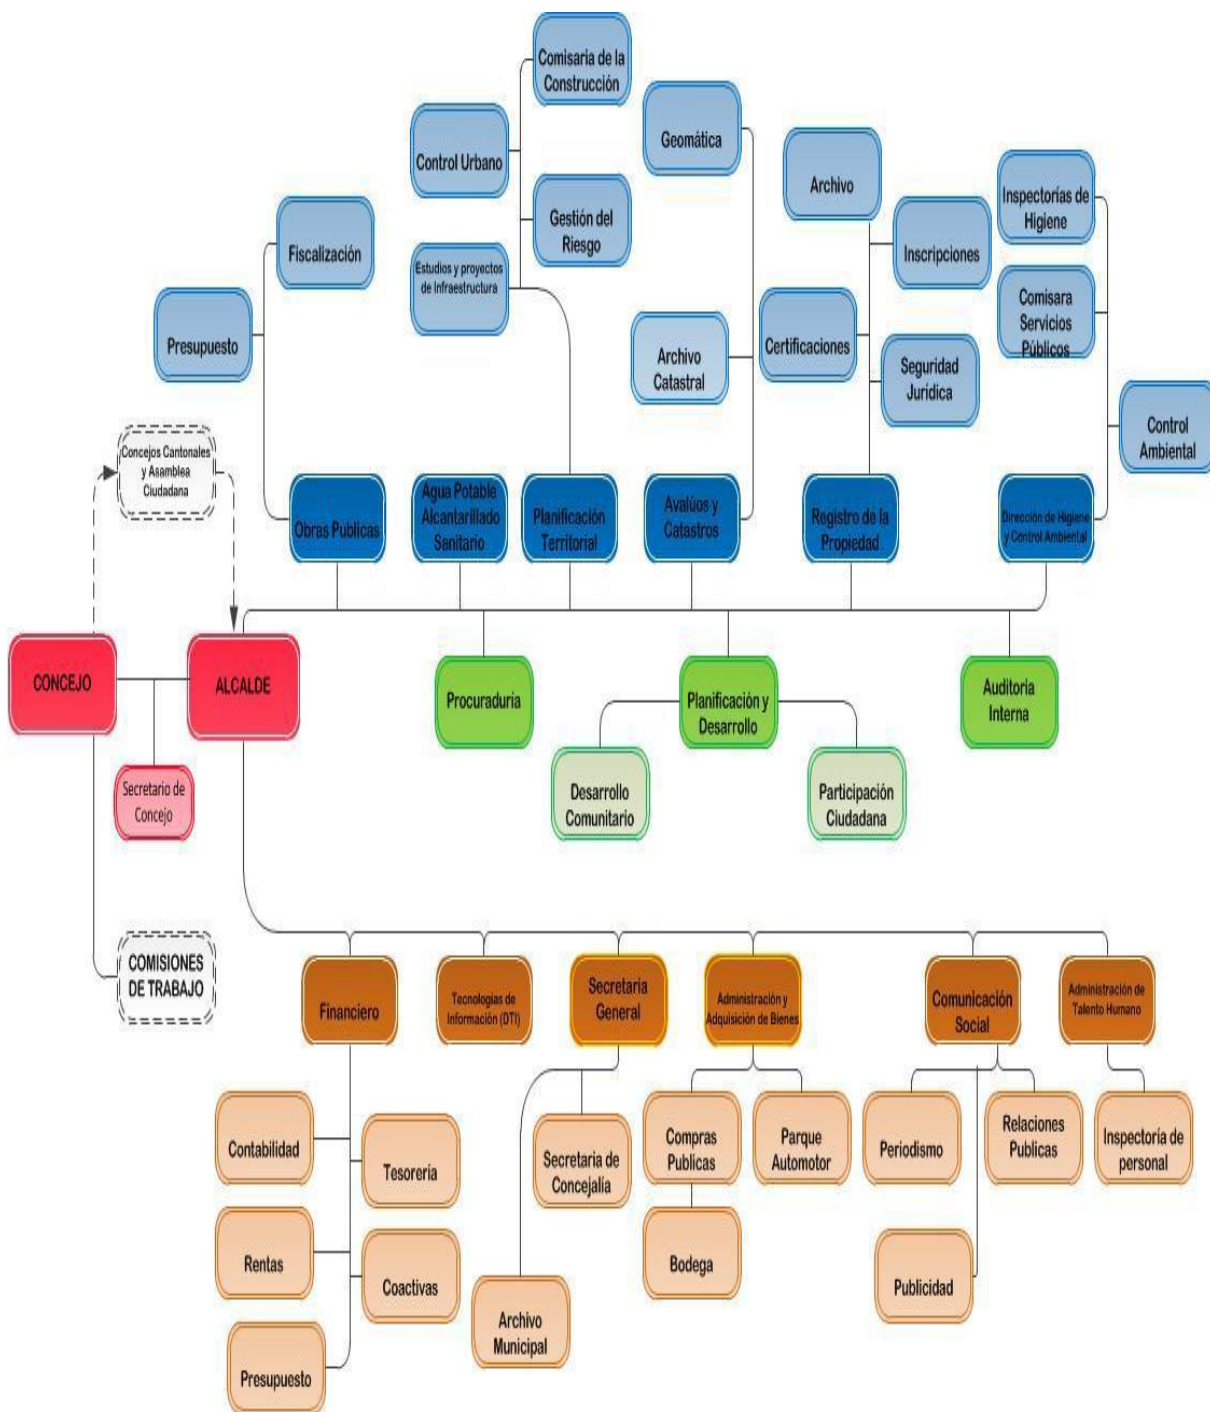 Comisaria de la
Construcción
Control Urbano
Geomática
Archivo
Inspectorías de
Higiene
Fiscalización
Gestión del
Riesgo
Inscripciones
Estudios y proyectos
de Infraestructura
Comisara
Servicios
Públicos
Presupuesto
Archivo
Catastral
Certificaciones
Seguridad
Jurídica
Control
Ambiental
Concejos Cantonales
y Asamblea
Ciudadana
Obras Publicas
Agua Potable
Alcantarillado
Sanitario
Planificación
Territorial
Avalúos y
Catastros
Registro de la
Propiedad
Dirección de Higiene
y Control Ambiental
CONCEJO
ALCALDE
Procuraduría
Planificación y
Desarrollo
Auditoria
Interna
Secretario de
Concejo
Desarrollo
Comunitario
Participación
Ciudadana
COMISIONES
DE TRABAJO
Financiero
Tecnologías de
Información (DTI)
Secretaria
General
Administración y
Adquisición de Bienes
Comunicación
Social
Administración de
Talento Humano
Contabilidad
Tesorería
Secretaria de
Concejalía
Compras
Publicas
Parque
Automotor
Periodismo
Relaciones
Publicas
Inspectoría de
personal
Rentas
Coactivas
Bodega
Publicidad
Archivo
Municipal
Presupuesto